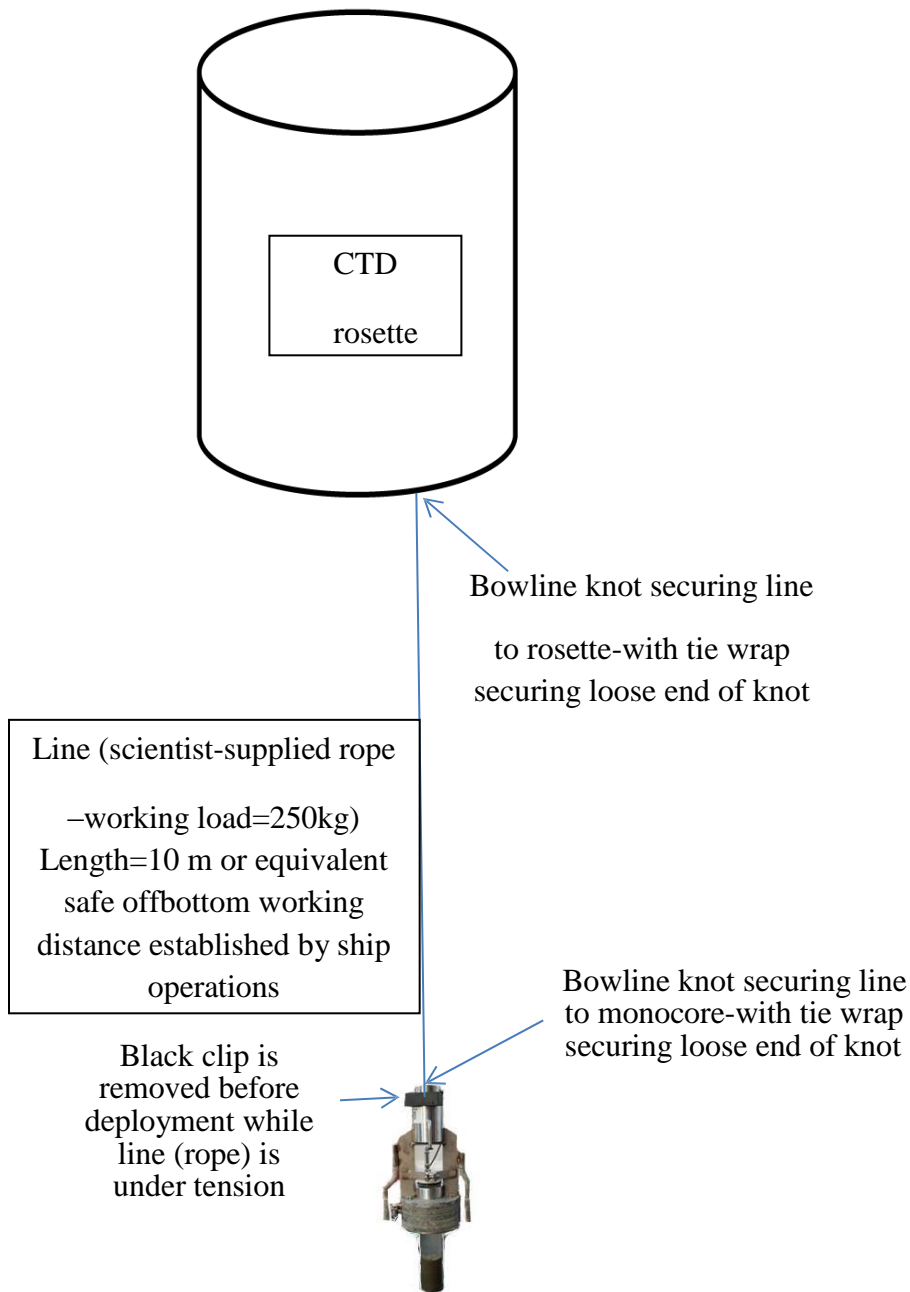 CTD
rosette
Bowline knot securing line
to rosette-with tie wrap
securing loose end of knot
Line (scientist-supplied rope
–working load=250kg)
Length=10 m or equivalent
safe offbottom working
distance established by ship
operations
Bowline knot securing line
to monocore-with tie wrap
securing loose end of knot
Black clip is
removed before
deployment while
line (rope) is
under tension